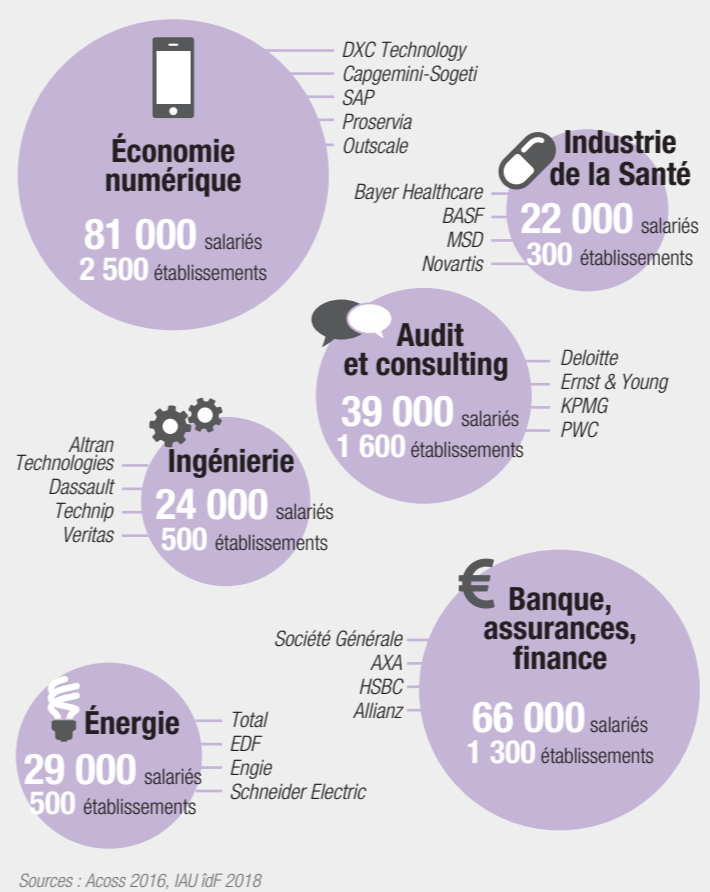 DXC Technology
Capgemini-Sogeti
SAP
Proservia
Outscale
Économie
numérique
81 000 salariés
2 500 établissements
Industrie
de la Santé
Bayer Healthcare
BASF
MSD
Novartis
22 000 salariés
300 établissements
Audit
et consulting
39 000 salariés
1 600 établissements
Deloitte
Ernst & Young
KPMG
PWC
Altran
Technologies
Dassault
Technip
Veritas
Ingénierie
24 000 salariés
500 établissements
Banque,
assurances,
finance
Société Générale
AXA
HSBC
Allianz
66 000 salariés
1 300 établissements
Énergie
29 000 salariés
500 établissements
Total
EDF
Engie
Schneider Electric
Sources : Acoss 2016, IAU îdF 2018